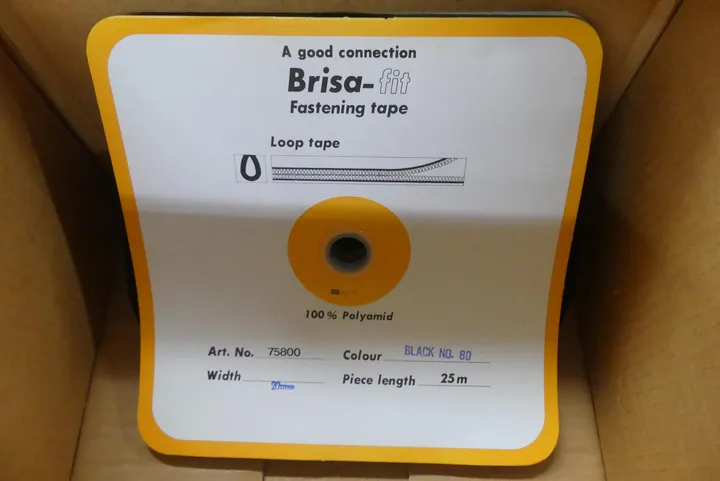 A good connection
Brisa-fit
Fastening tape
Loop tape
100 % Polyamid
Art. No. 75800 Colour BLACK NO. 80
Width 20mm Piece length 25 m